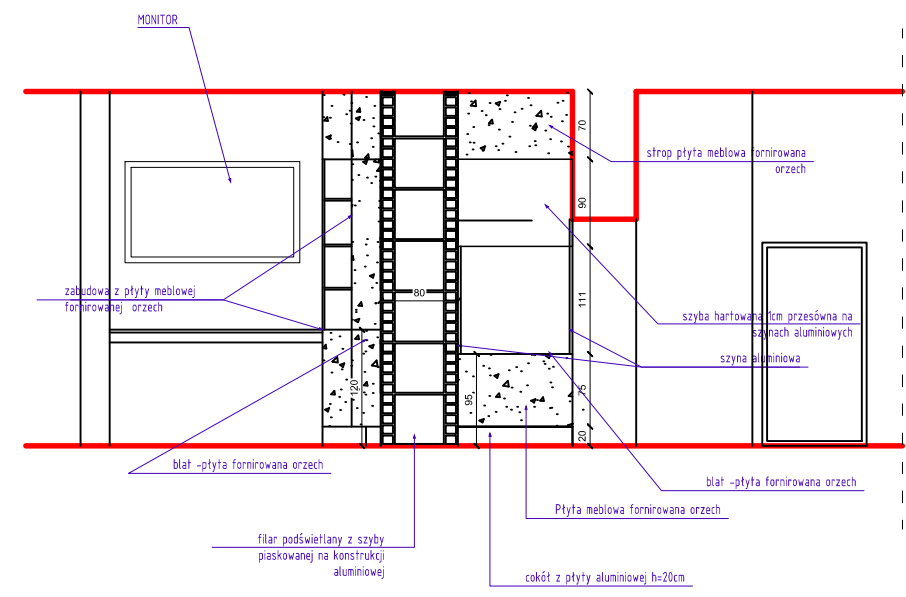 MONITOR
70
strop płyta meblowa fornirowana
orzech
90
zabudowa z płyty meblowej
fornirowanej orzech
80
111
szyba hartowana 1cm przesówna na
szynach aluminiowych
szyna aluminiowa
120
95
75
20
blat -płyta fornirowana orzech
blat -płyta fornirowana orzech
Płyta meblowa fornirowana orzech
filar podświetlany z szyby
piaskowanej na konstrukcji
aluminiowej
cokół z płyty aluminiowej h=20cm